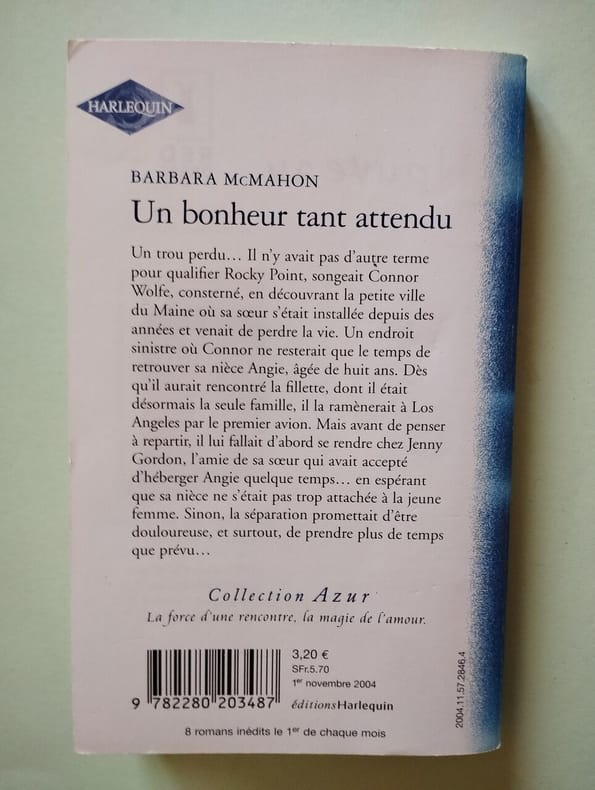 HARLEQUIN
BARBARA McMAHON
Un bonheur tant attendu
Un trou perdu… Il n'y avait pas d'autre terme
pour qualifier Rocky Point, songeait Connor
Wolfe, consterné, en découvrant la petite ville
du Maine où sa sœur s'était installée depuis des
années et venait de perdre la vie. Un endroit
sinistre où Connor ne resterait que le temps de
retrouver sa nièce Angie, âgée de huit ans. Dès
qu'il aurait rencontré la fillette, dont il était
désormais la seule famille, il la ramènerait à Los
Angeles par le premier avion. Mais avant de penser
à repartir, il lui fallait d'abord se rendre chez Jenny
Gordon, l'amie de sa sœur qui avait accepté
d'héberger Angie quelque temps… en espérant
que sa nièce ne s'était pas trop attachée à la jeune
femme. Sinon, la séparation promettait d'être
douloureuse, et surtout, de prendre plus de temps
que prévu…
Collection Azur
La force d'une rencontre, la magie de l'amour.
3,20 €
SFr.5.70
1er novembre 2004
9 782280 203487
éditionsHarlequin
8 romans inédits le 1er de chaque mois
2004.11.57.2846.4